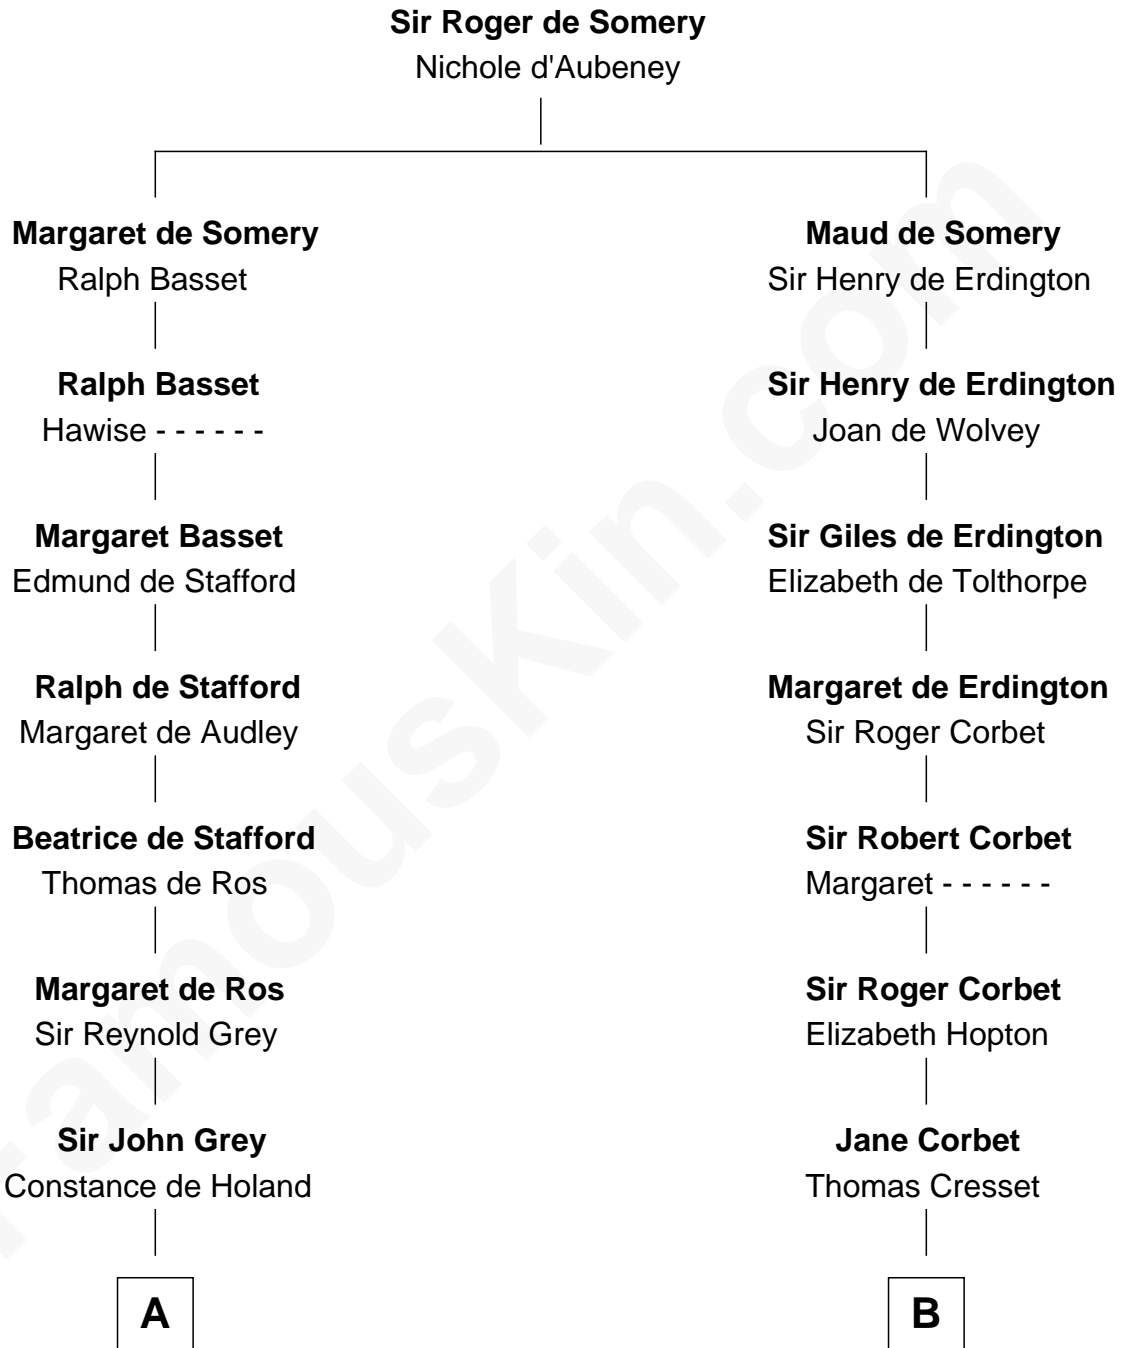 Sir Roger de Somery
Nichole d'Aubeney
Margaret de Somery
Ralph Basset
Ralph Basset
Hawise - - - - - -
Margaret Basset
Edmund de Stafford
Ralph de Stafford
Margaret de Audley
Beatrice de Stafford
Thomas de Ros
Margaret de Ros
Sir Reynold Grey
Sir John Grey
Constance de Holand
A
Maud de Somery
Sir Henry de Erdington
Sir Henry de Erdington
Joan de Wolvey
Sir Giles de Erdington
Elizabeth de Tolthorpe
Margaret de Erdington
Sir Roger Corbet
Sir Robert Corbet
Margaret - - - - - -
Sir Roger Corbet
Elizabeth Hopton
Jane Corbet
Thomas Cresset
B
FamousKin.com